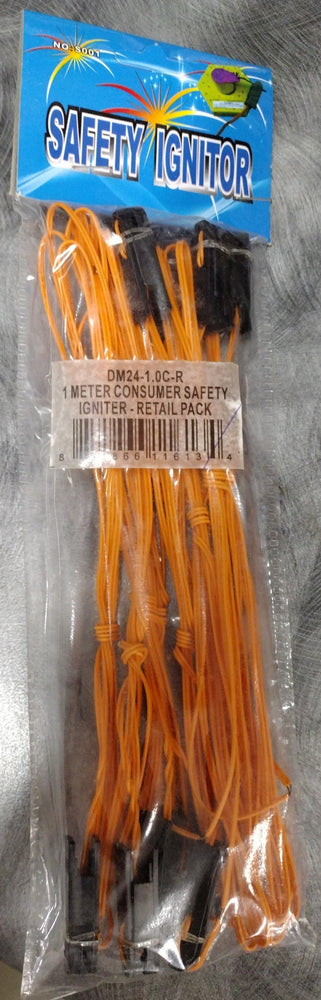 NO: S001
SAFETY IGNITOR
DM24-1.0C-R
1 METER CONSUMER SAFETY
IGNITER - RETAIL PACK